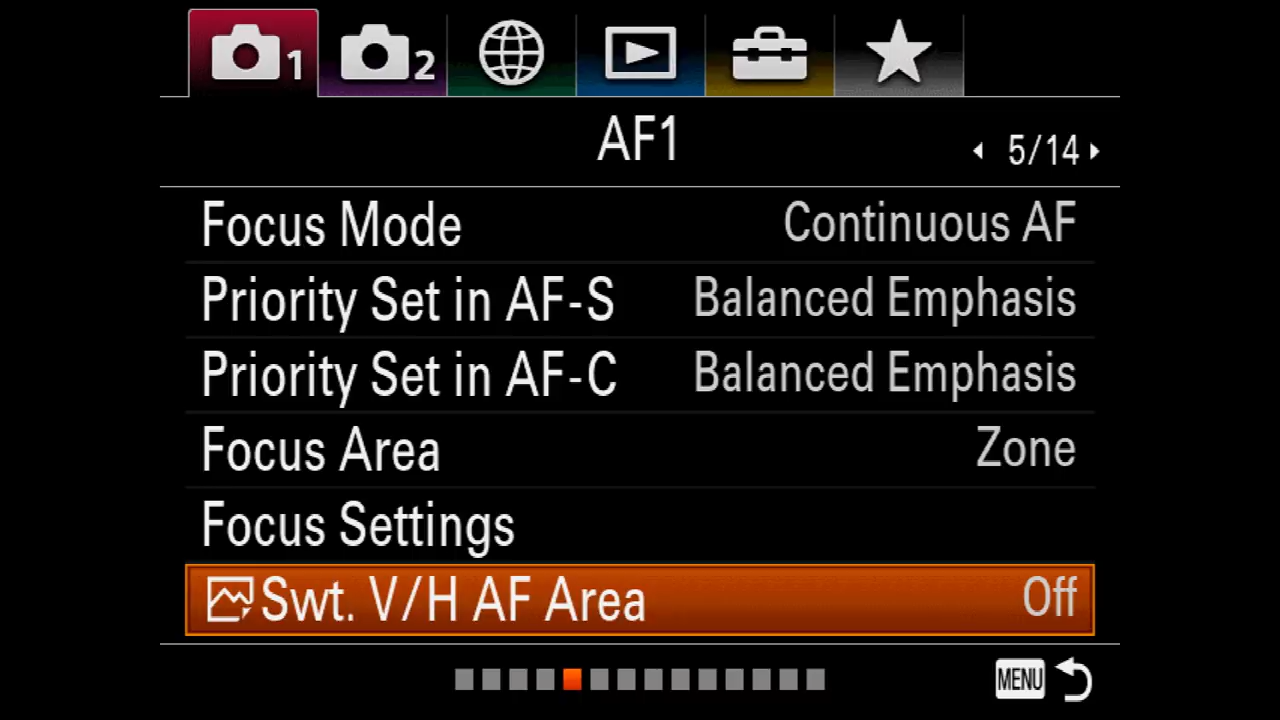 1 2
AF1
5/14
Focus Mode Continuous AF
Priority Set in AF-S Balanced Emphasis
Priority Set in AF-C Balanced Emphasis
Focus Area Zone
Focus Settings
Swt. V/H AF Area Off
MENU